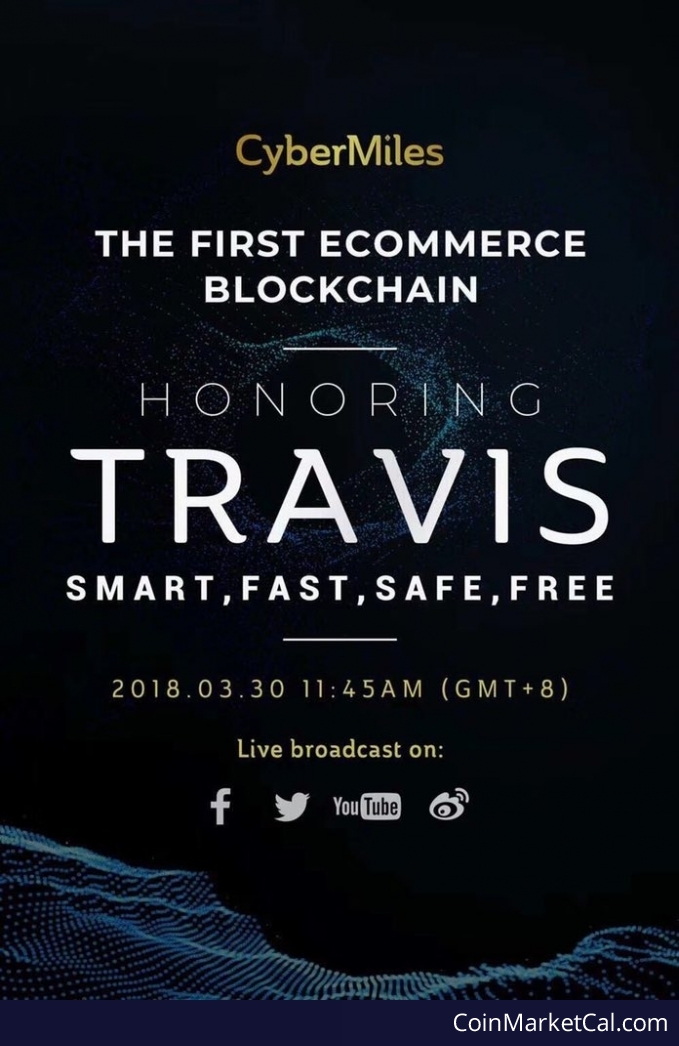 CyberMiles
THE FIRST ECOMMERCE
BLOCKCHAIN
HONORING
TRAVIS
SMART,FAST,SAFE,FREE
2018.03.30 11:45AM (GMT+8)
Live broadcast on:
YouTube
CoinMarketCal.com